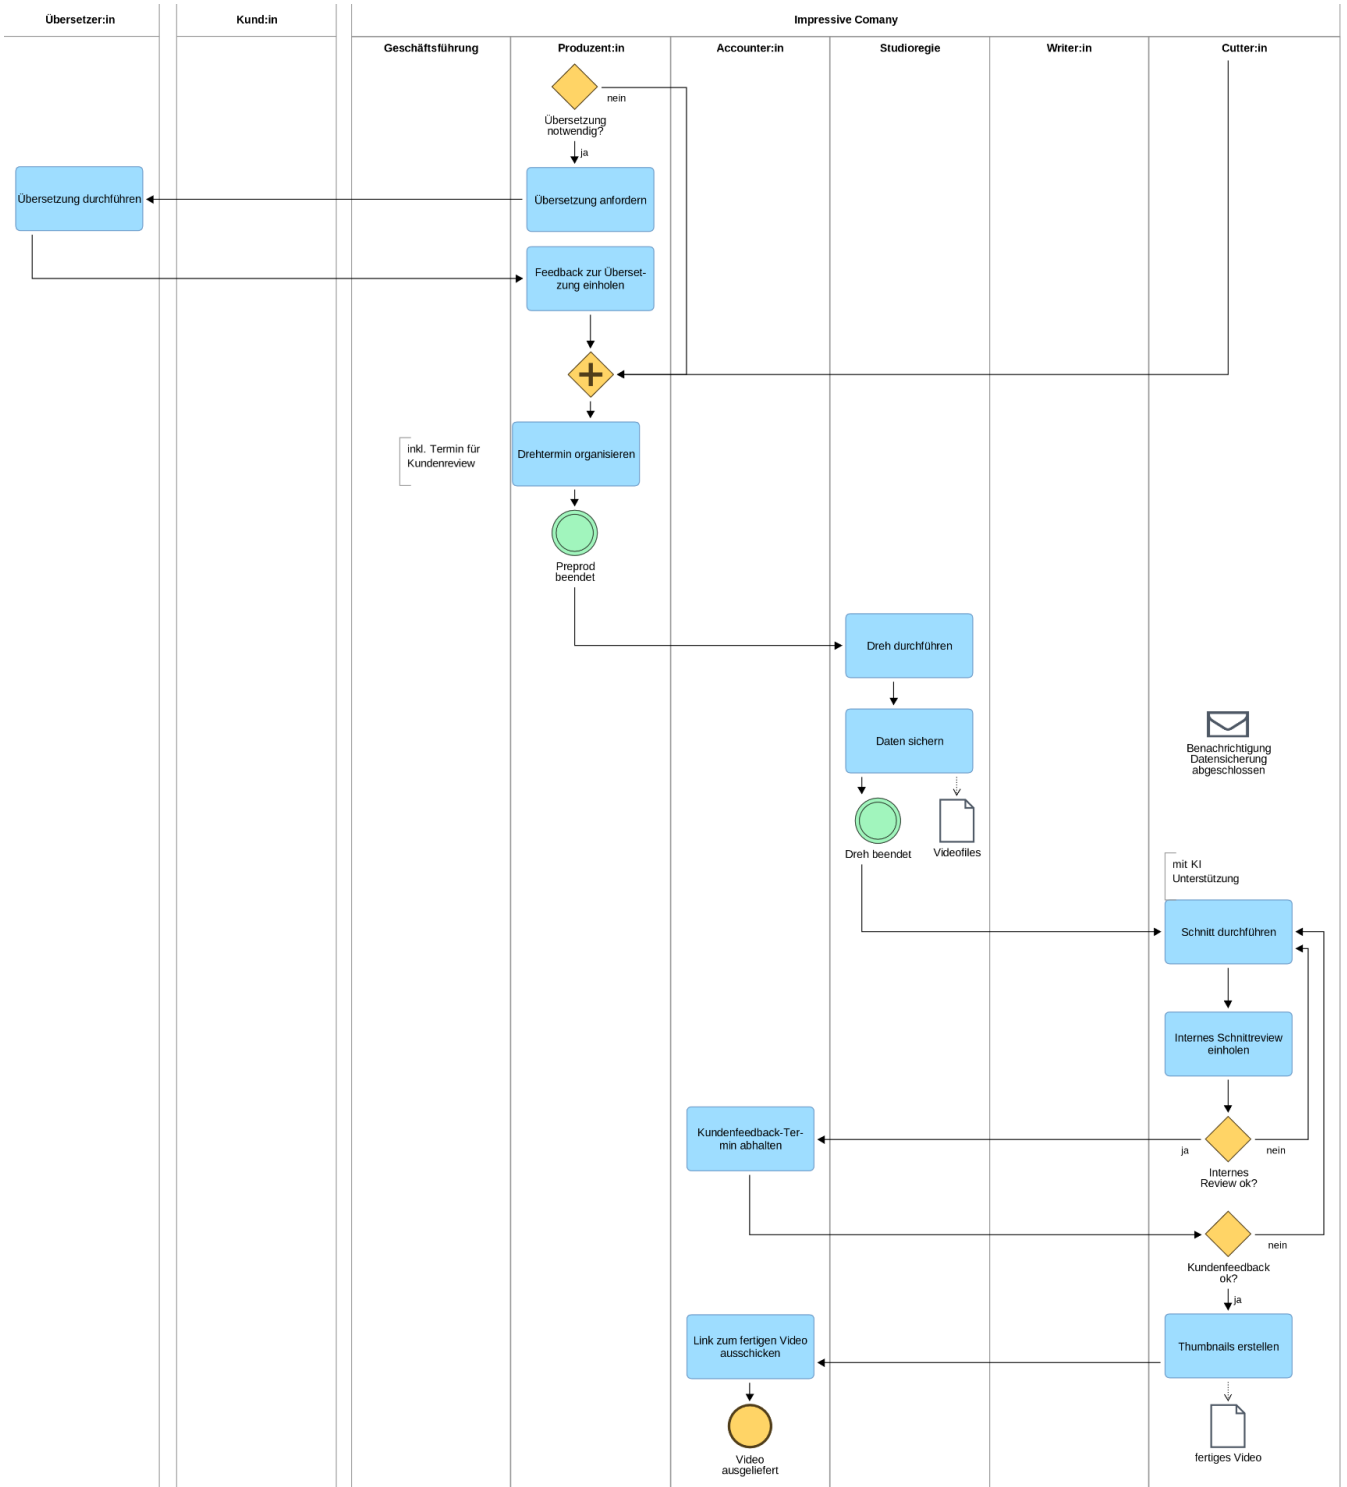 Übersetzer:in
Kund:in
Impressive Comany
Geschäftsführung
Produzent:in
Accounter:in
Studioregie
Writer:in
Cutter:in
nein
Übersetzung
notwendig?
ja
Übersetzung durchführen
Übersetzung anfordern
Feedback zur Überset-
zung einholen
inkl. Termin für
Kundenreview
Drehtermin organisieren
Preprod
beendet
Dreh durchführen
Daten sichern
Benachrichtigung
Datensicherung
abgeschlossen
Dreh beendet
Videofiles
mit KI
Unterstützung
Schnitt durchführen
Internes Schnittreview
einholen
Kundenfeedback-Ter-
min abhalten
ja
nein
Internes
Review ok?
nein
Kundenfeedback
ok?
ja
Link zum fertigen Video
ausschicken
Thumbnails erstellen
Video
ausgeliefert
fertiges Video